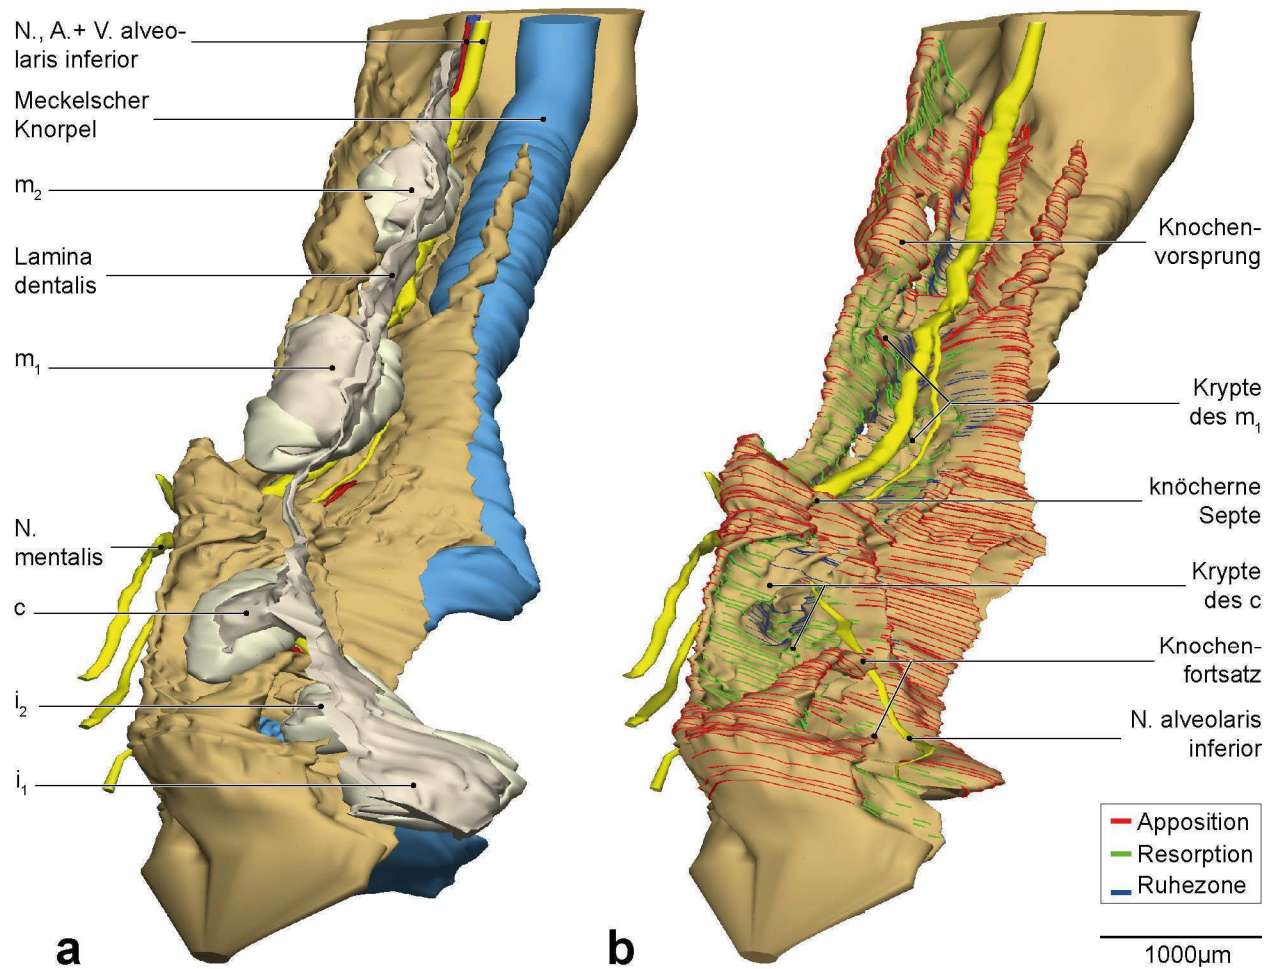 N., A.+ V. alveo-
laris inferior
Meckelscher
Knorpel
m2
Lamina
dentalis
m1
N.
mentalis
c
i2
i1
a
Knochen-
vorsprung
Krypte
des m1
knöcherne
Septe
Krypte
des c
Knochen-
fortsatz
N. alveolaris
inferior
Apposition
Resorption
Ruhezone
b
1000µm